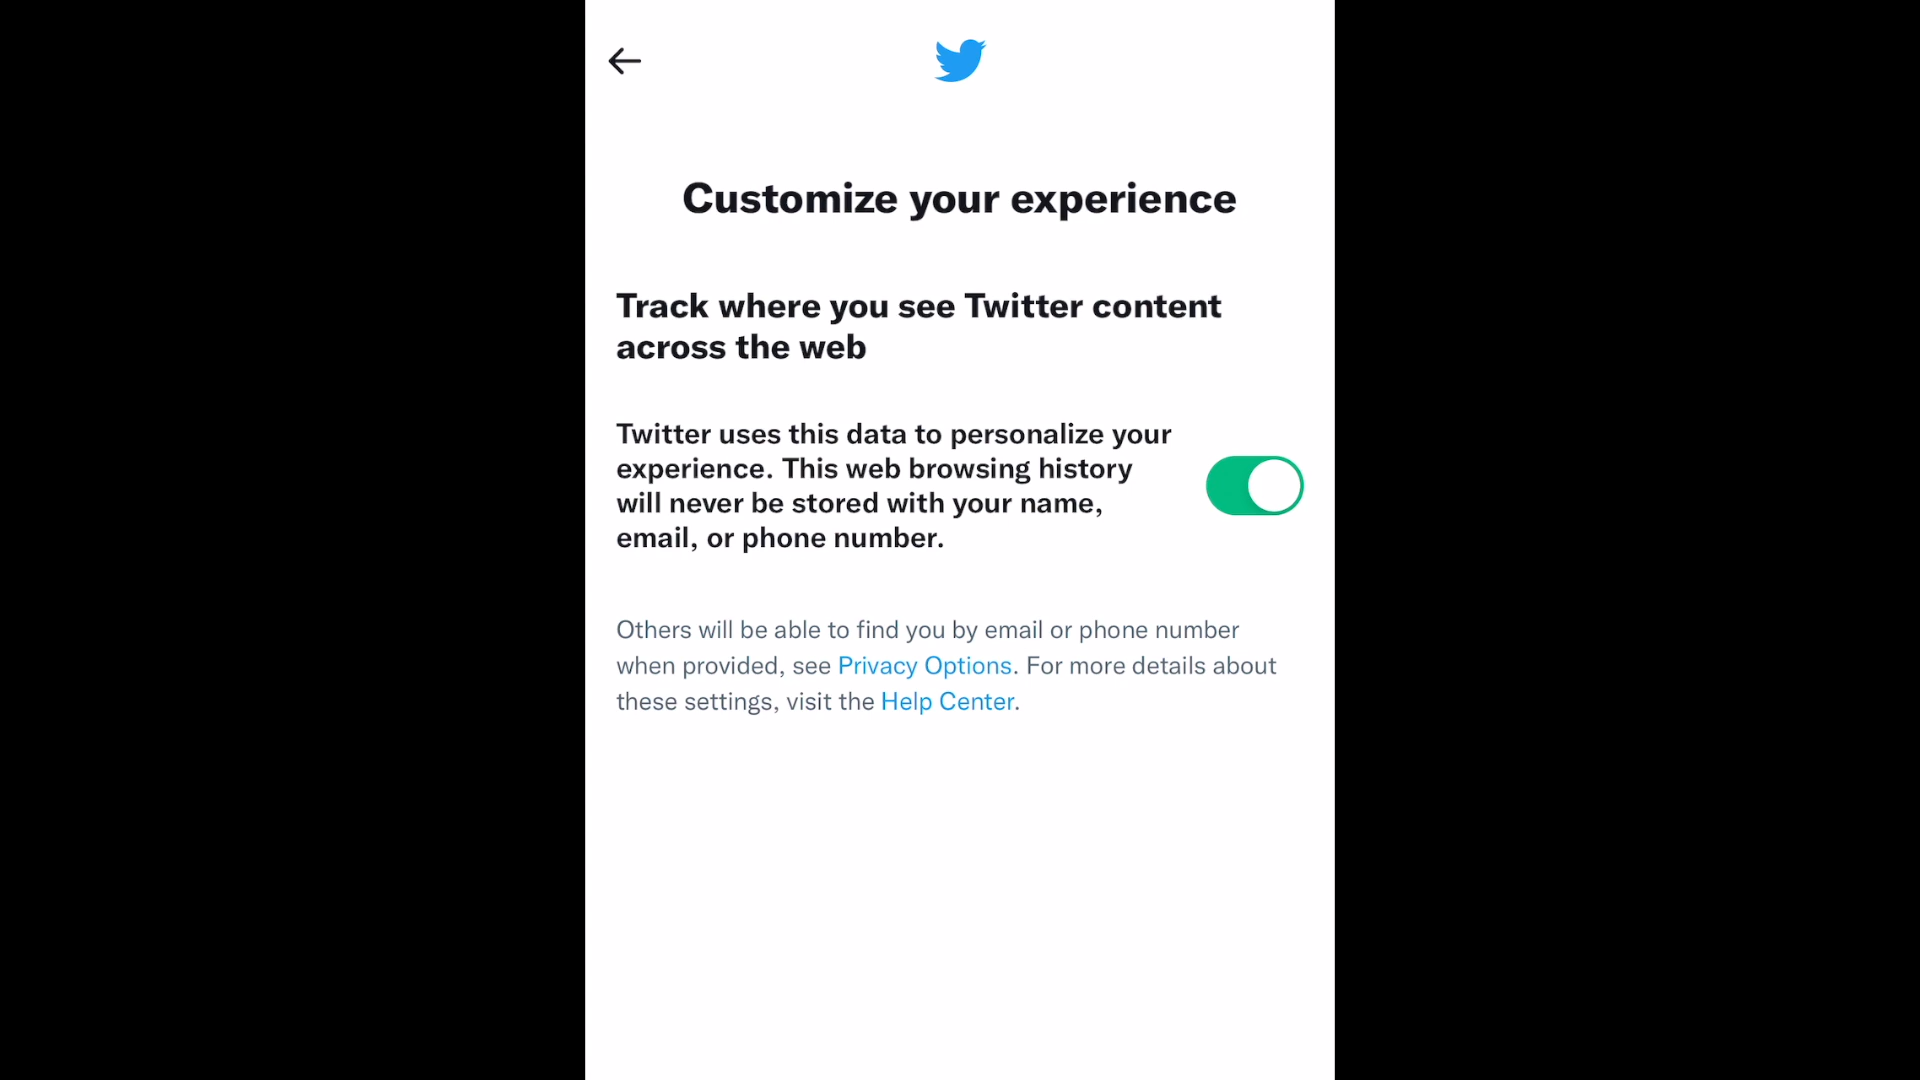 Customize your experience
Track where you see Twitter content
across the web
Twitter uses this data to personalize your
experience. This web browsing history
will never be stored with your name,
email, or phone number.
Others will be able to find you by email or phone number
when provided, see Privacy Options. For more details about
these settings, visit the Help Center.